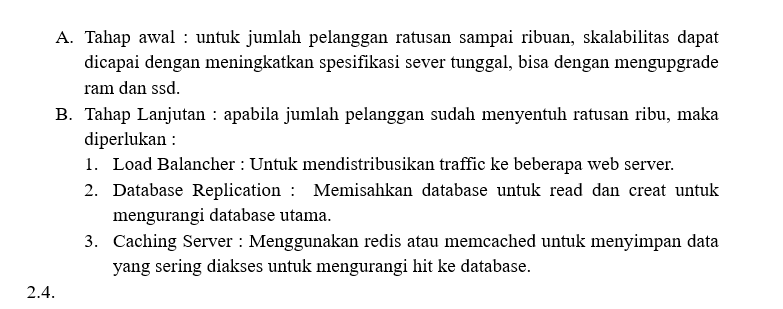 A. Tahap awal : untuk jumlah pelanggan ratusan sampai ribuan, skalabilitas dapat
dicapai dengan meningkatkan spesifikasi sever tunggal, bisa dengan mengupgrade
ram dan ssd.
B. Tahap Lanjutan : apabila jumlah pelanggan sudah menyentuh ratusan ribu, maka
diperlukan :
1. Load Balancher : Untuk mendistribusikan traffic ke beberapa web server.
2. Database Replication : Memisahkan database untuk read dan creat untuk
mengurangi database utama.
3. Caching Server : Menggunakan redis atau memcached untuk menyimpan data
yang sering diakses untuk mengurangi hit ke database.
2.4.